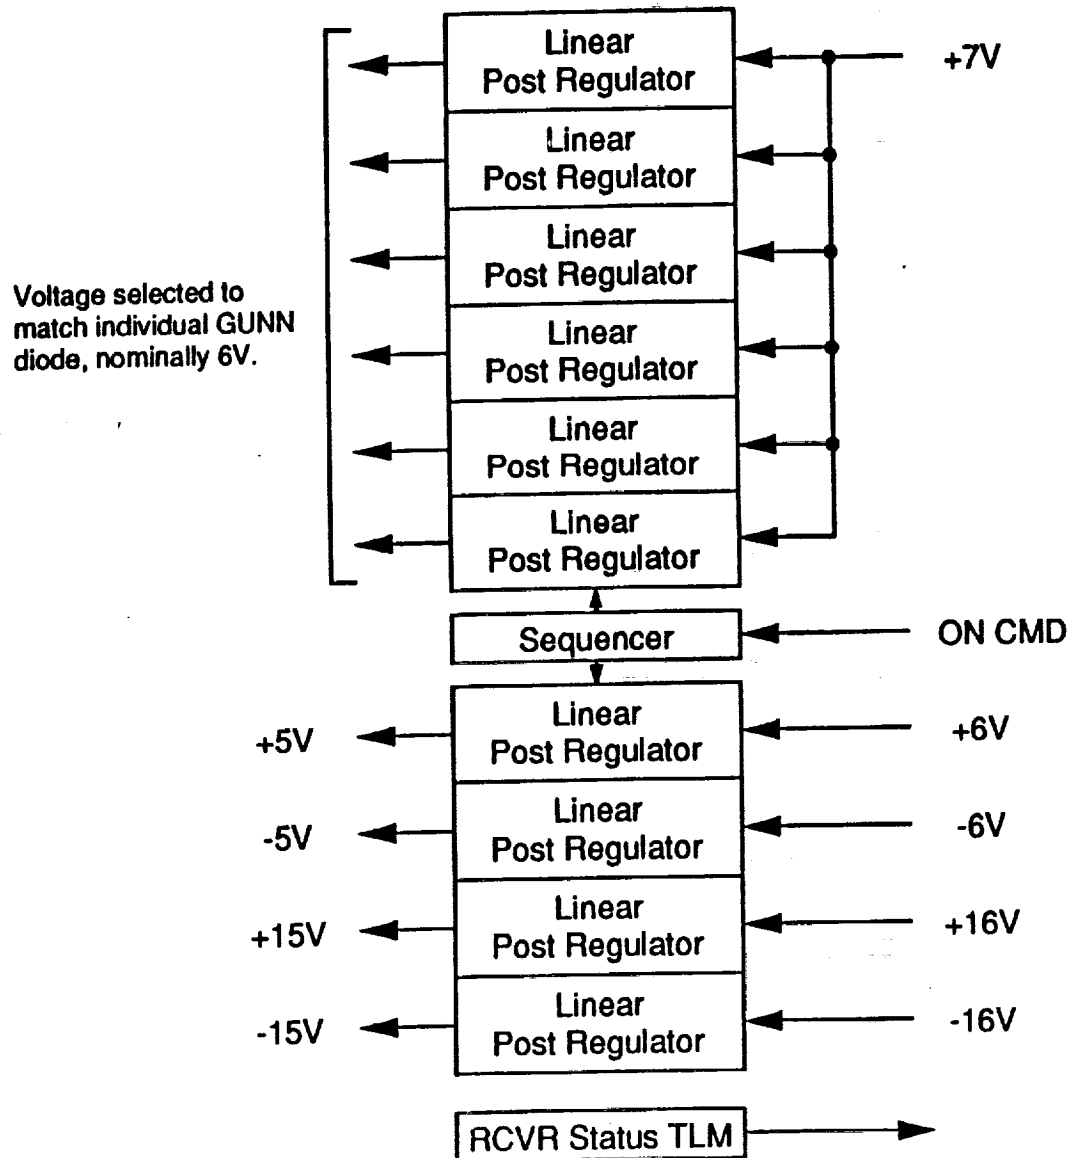 Linear
Post Regulator
+7V
Linear
Post Regulator
Linear
Post Regulator
Voltage selected to
match individual GUNN
diode, nominally 6V.
Linear
Post Regulator
Linear
Post Regulator
Linear
Post Regulator
Sequencer
ON CMD
Linear
Post Regulator
+5V
+6V
Linear
Post Regulator
-5V
-6V
Linear
Post Regulator
+15V
+16V
Linear
Post Regulator
-15V
-16V
RCVR Status TLM